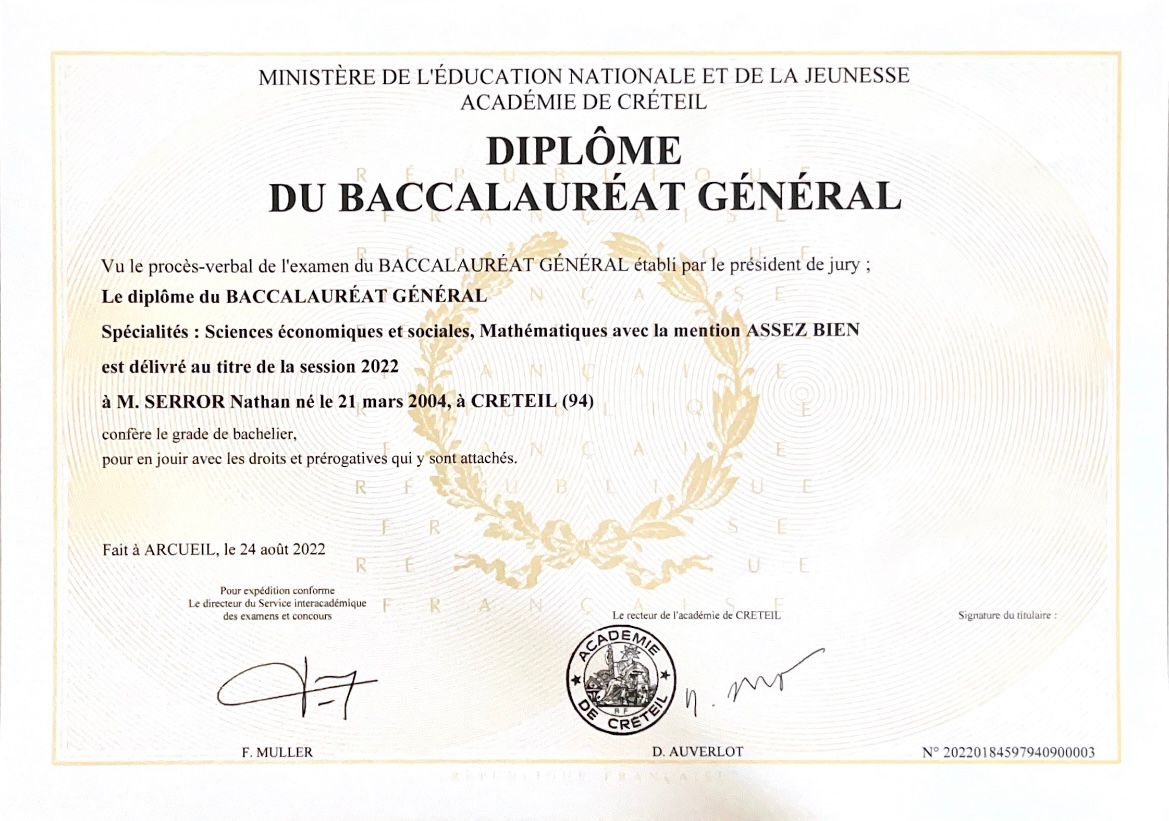 MINISTÈRE DE L'ÉDUCATION NATIONALE ET DE LA JEUNESSE
ACADÉMIE DE CRÉTEIL
DIPLÔME
DU BACCALAURÉAT GÉNÉRAL
Vu le procès-verbal de l'examen du BACCALAURÉAT GÉNÉRAL établi par le président de jury ;
Le diplôme du BACCALAURÉAT GÉNÉRAL
Spécialités : Sciences économiques et sociales, Mathématiques avec la mention ASSEZ BIEN
est délivré au titre de la session 2022
à M. SERROR Nathan né le 21 mars 2004, à CRETEIL (94)
confère le grade de bachelier,
pour en jouir avec les droits et prérogatives qui y sont attachés.
Fait à ARCUEIL, le 24 août 2022
Pour expédition conforme
Le directeur du Service interacadémique
des examens et concours
Le recteur de l'académie de CRETEIL
Signature du titulaire :
ACADEMIE
DE CRÉTEIL
RF
F. MULLER
D. AUVERLOT
N° 20220184597940900003
RÉPUBLIQUE FRANÇAISE